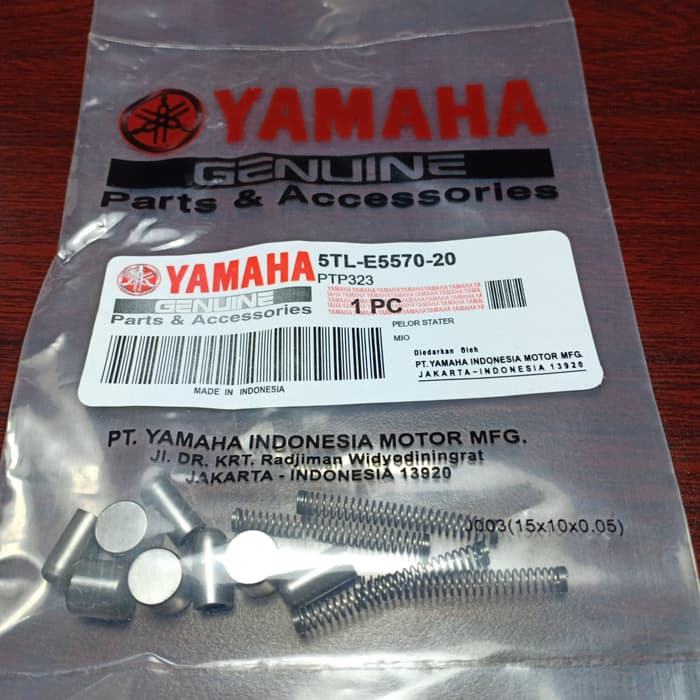 YAMAHA
GENUINE
Parts & Accessories
YAMAHA
GENUINE
Parts & Accessories
5TL-E5570-20
PTP323
1 PC
PELOR STATER
MIO
Diedarkan Oleh
PT.YAMAHA INDONESIA MOTOR MFG.
JAKARTA-INDONESIA 13920
MADE IN INDONESIA
PT. YAMAHA INDONESIA MOTOR MFG.
Jl. DR. KRT. Radjiman Widyodiningrat
JAKARTA - INDONESIA 13920
J003(15x10x0.05)